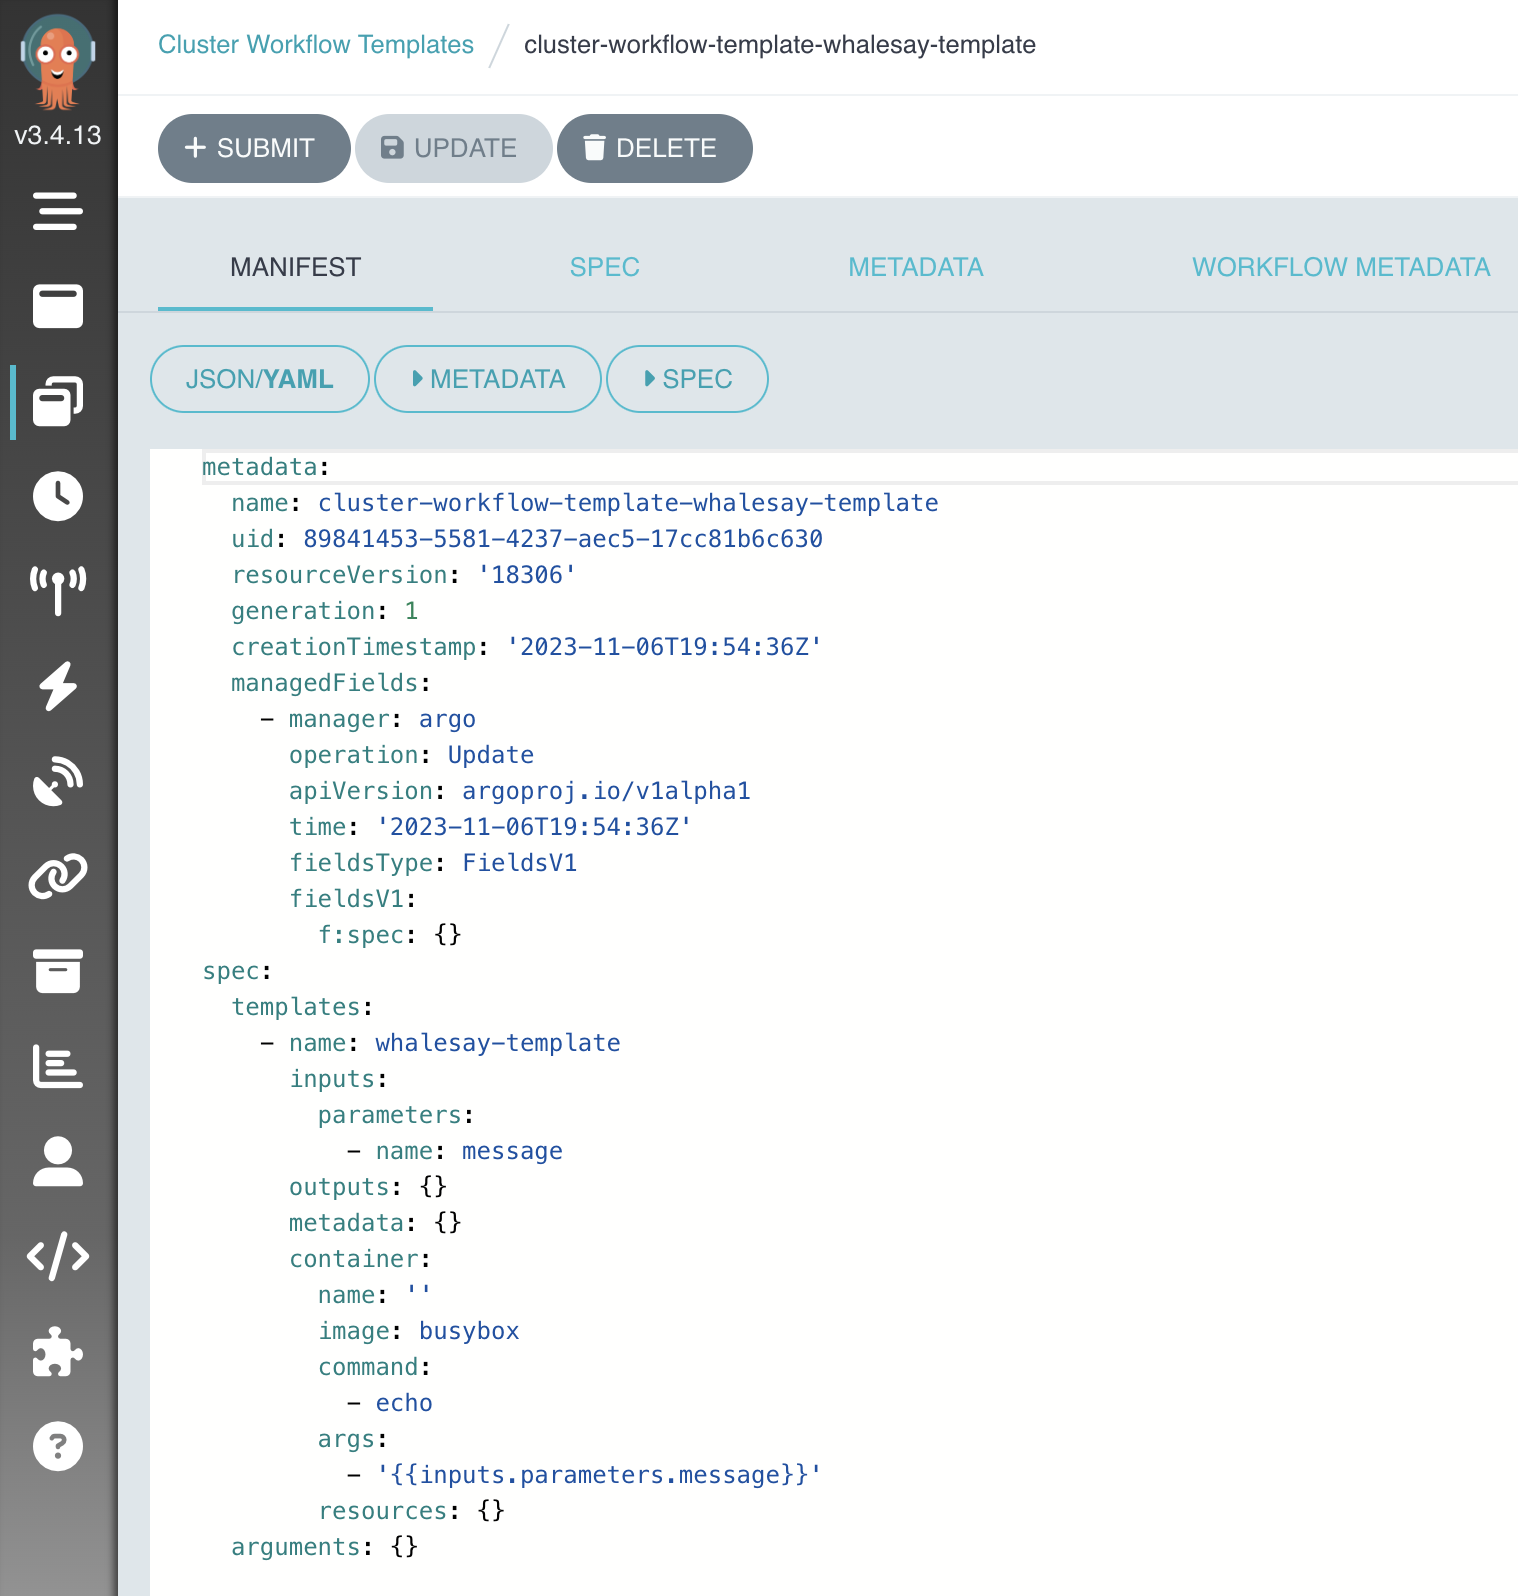 v3.4.13
Cluster Workflow Templates / cluster-workflow-template-whalesay-template
+ SUBMIT UPDATE DELETE
MANIFEST SPEC METADATA WORKFLOW METADATA
JSON/YAML METADATA SPEC
metadata:
  name: cluster-workflow-template-whalesay-template
  uid: 89841453-5581-4237-aec5-17cc81b6c630
  resourceVersion: '18306'
  generation: 1
  creationTimestamp: '2023-11-06T19:54:36Z'
  managedFields:
    - manager: argo
      operation: Update
      apiVersion: argoproj.io/v1alpha1
      time: '2023-11-06T19:54:36Z'
      fieldsType: FieldsV1
      fieldsV1:
        f:spec: {}
spec:
  templates:
    - name: whalesay-template
      inputs:
        parameters:
          - name: message
      outputs: {}
      metadata: {}
      container:
        name: ''
        image: busybox
        command:
          - echo
        args:
          - '{{inputs.parameters.message}}'
        resources: {}
  arguments: {}